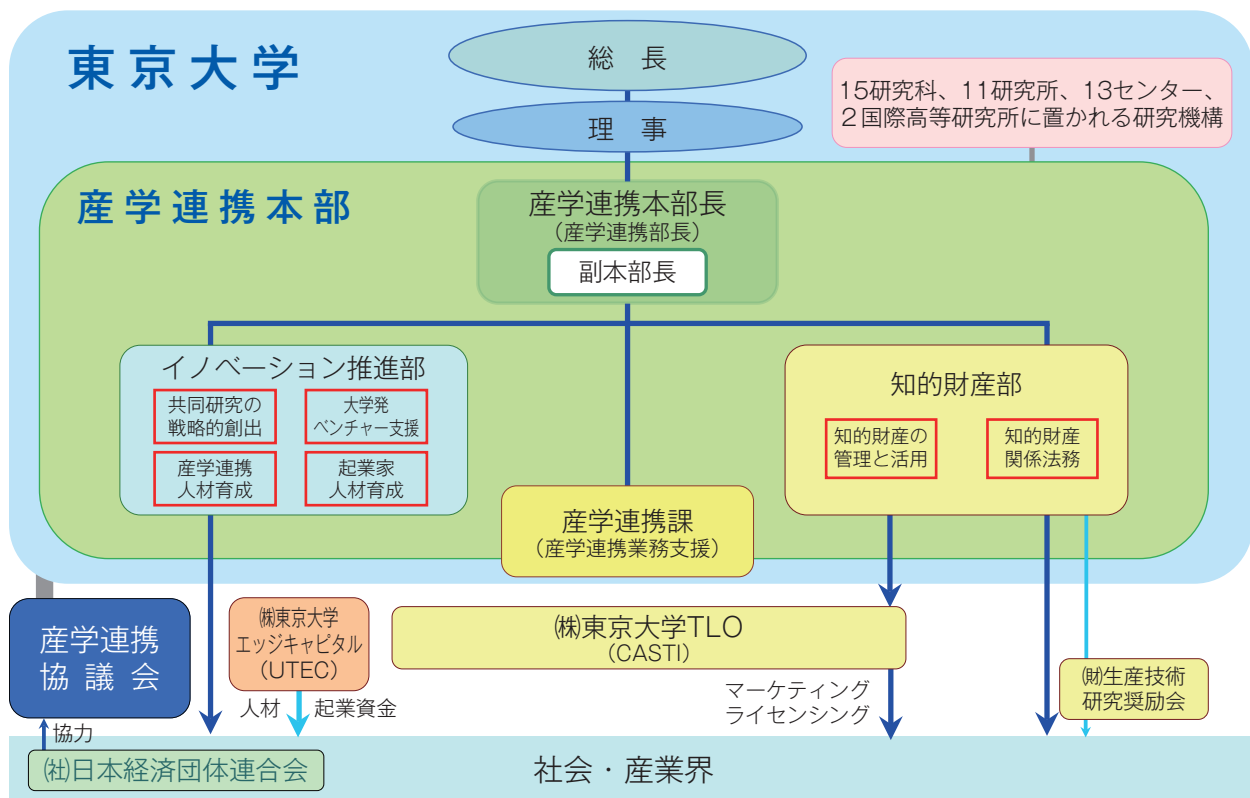 東京大学
総　長
理　事
15研究科、11研究所、13センター、
２国際高等研究所に置かれる研究機構
産学連携本部
産学連携本部長
（産学連携部長）
副本部長
イノベーション推進部
共同研究の
戦略的創出
大学発
ベンチャー支援
産学連携
人材育成
起業家
人材育成
知的財産部
知的財産の
管理と活用
知的財産
関係法務
産学連携課
（産学連携業務支援）
産学連携
協議会
㈱東京大学
エッジキャピタル
（UTEC）
㈱東京大学TLO
（CASTI）
㈶生産技術
研究奨励会
人材
起業資金
マーケティング
ライセンシング
協力
㈳日本経済団体連合会
社会・産業界